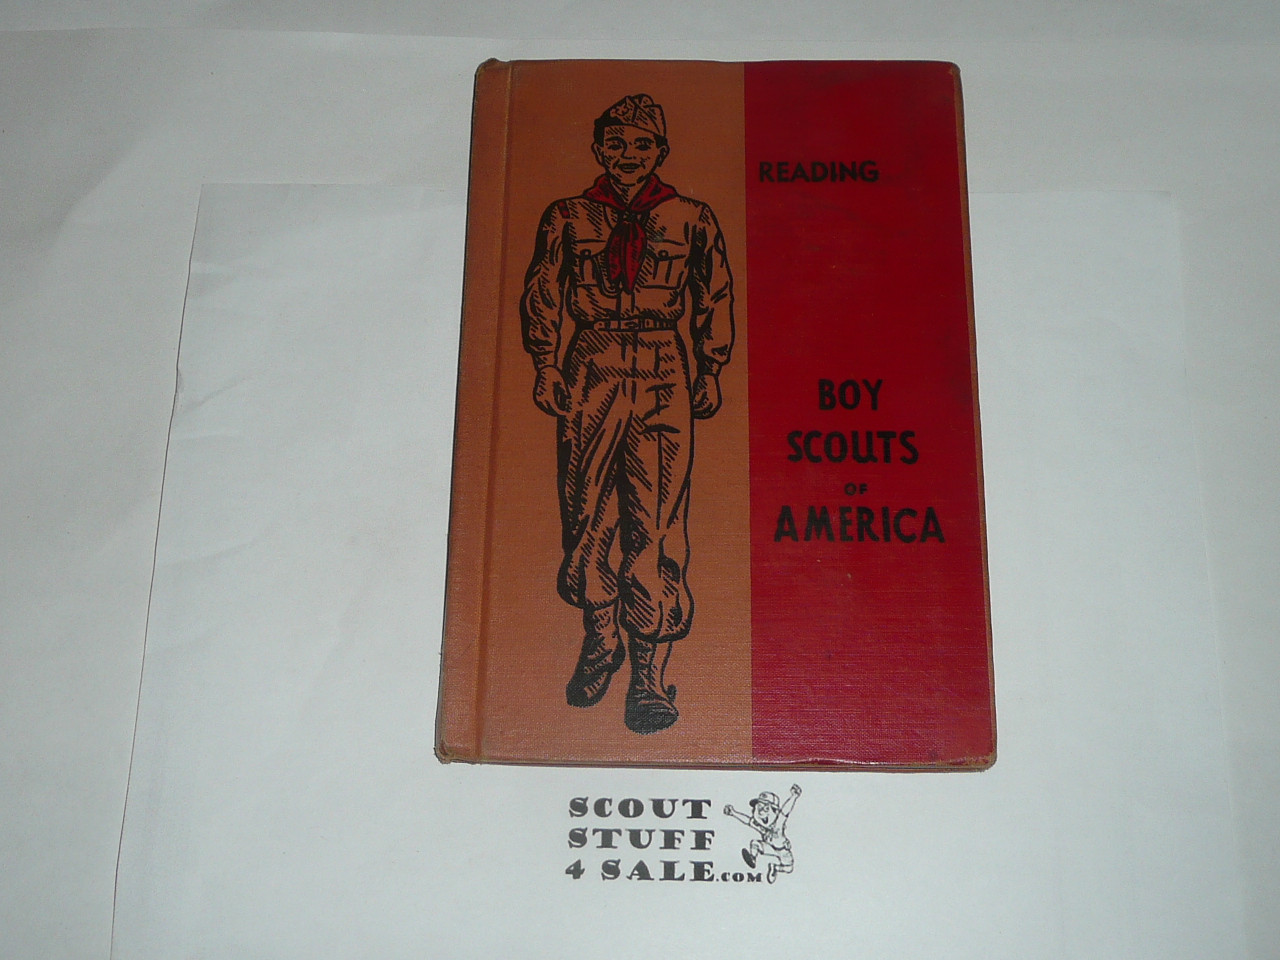 READING
BOY
SCOUTS
OF
AMERICA
SCOUT
STUFF
4 SALE.COM